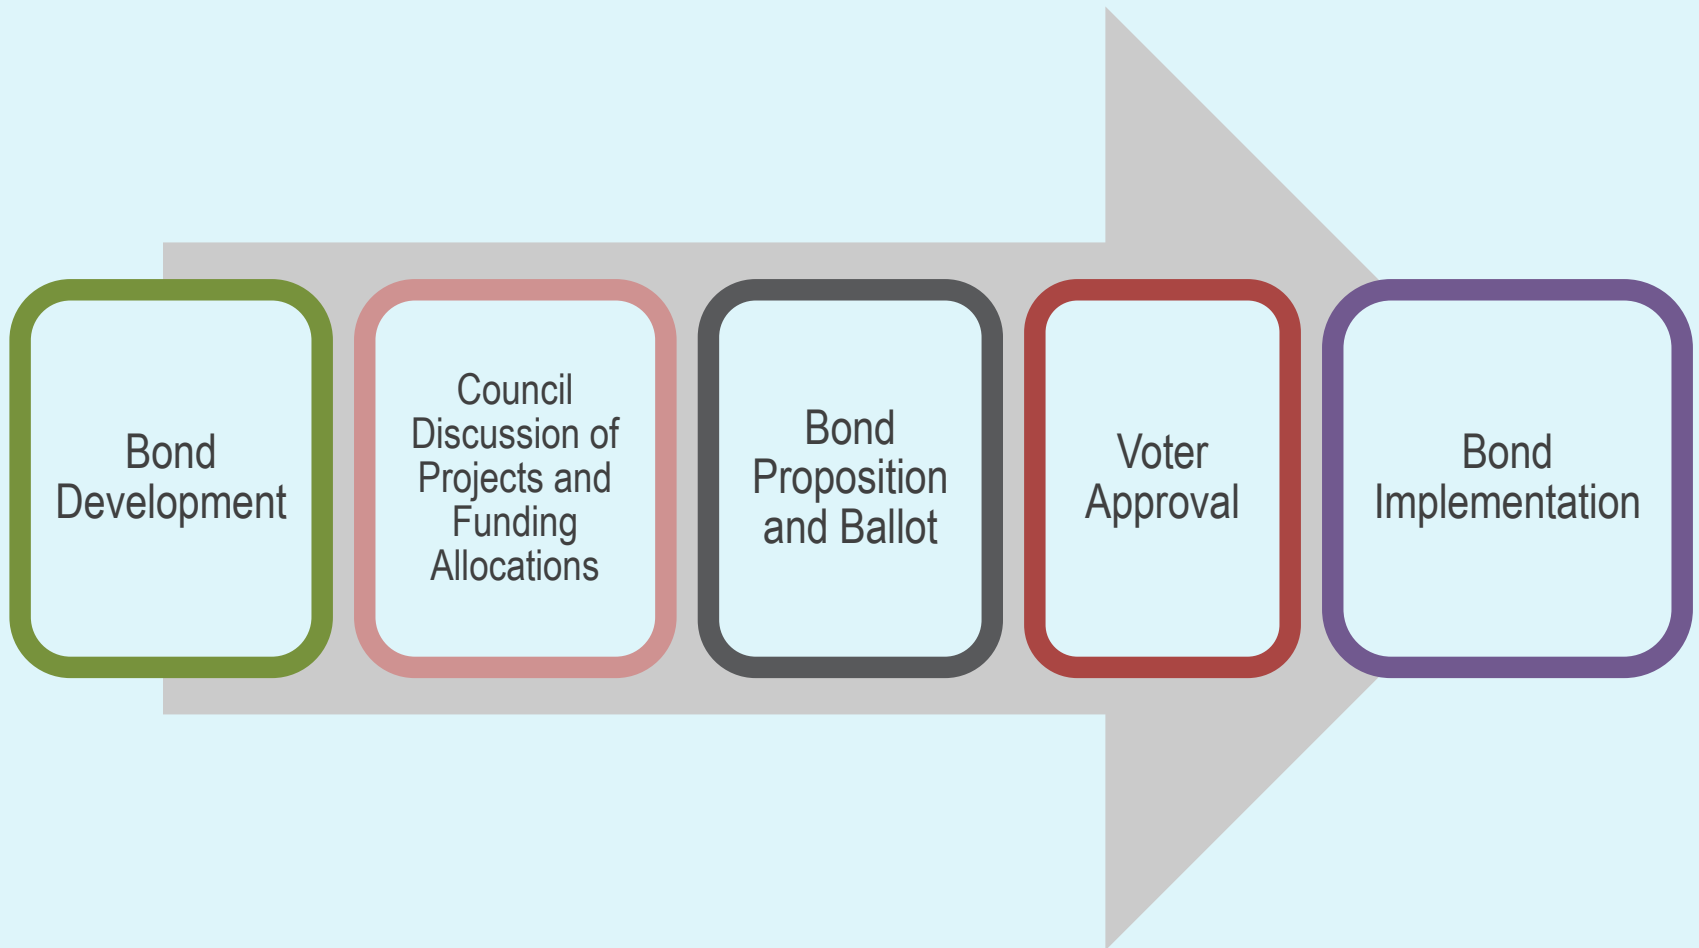 Bond
Development
Council
Discussion of
Projects and
Funding
Allocations
Bond
Proposition
and Ballot
Voter
Approval
Bond
Implementation